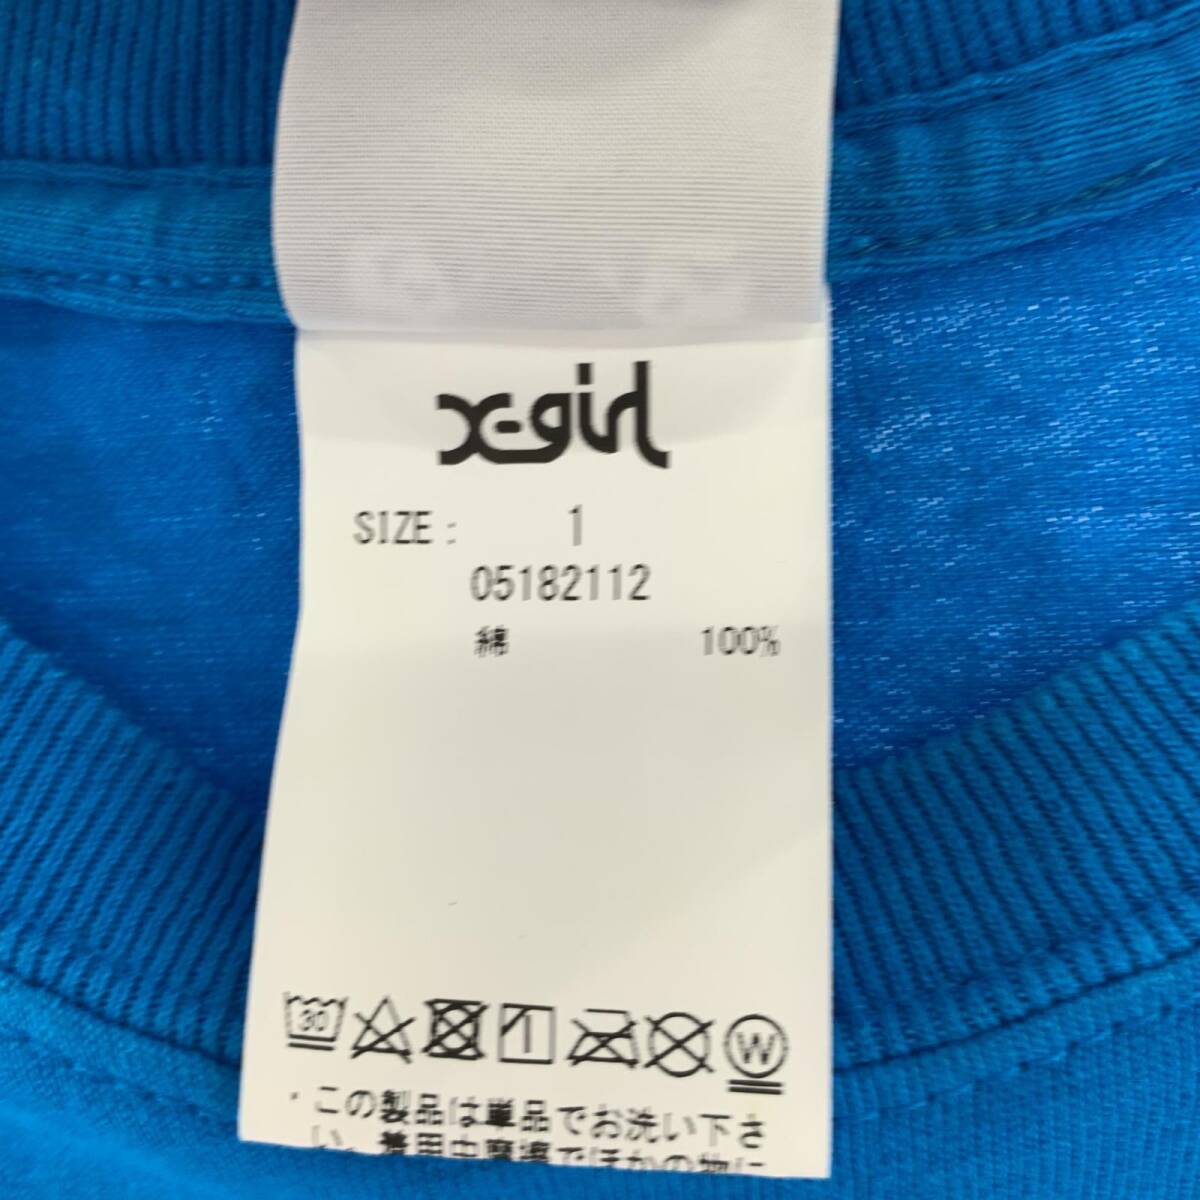 X-girl
SIZE: 1
05182112
綿 100%
30
W
・この製品は単品でお洗い下さ
い。着用中摩擦でほかの物に